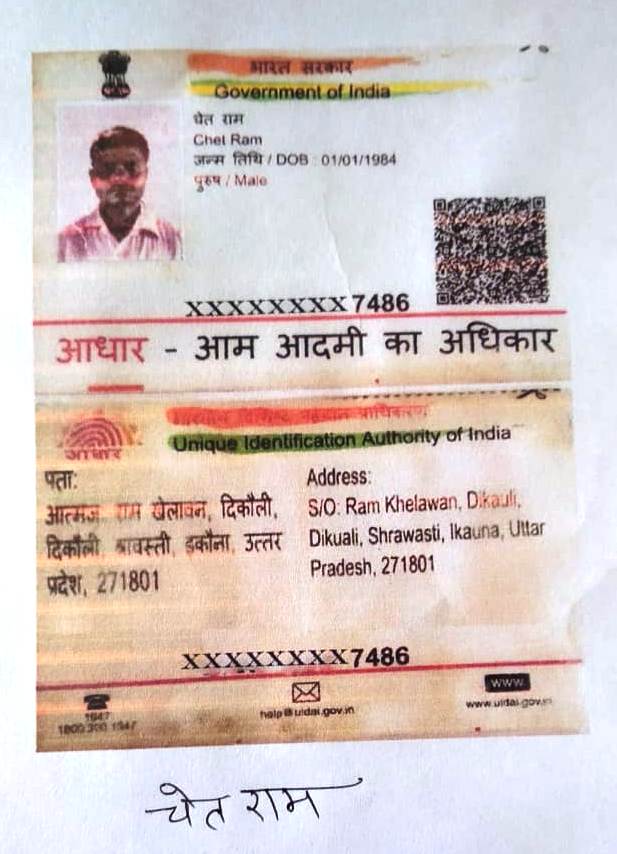 भारत सरकार
Government of India
चेत राम
Chet Ram
जन्म तिथि / DOB : 01/01/1984
पुरुष / Male
XXXXXXXX7486
आधार - आम आदमी का अधिकार
भारतीय विशिष्ट पहचान प्राधिकरण
Unique Identification Authority of India
आधार
पता:
आत्मज: राम खेलावन, दिकौली,
दिकौली, श्रावस्ती, इकौना, उत्तर
प्रदेश, 271801
Address:
S/O: Ram Khelawan, Dikauli,
Dikuali, Shrawasti, Ikauna, Uttar
Pradesh, 271801
XXXXXXXX7486
1947
1800 300 1947
help@uidai.gov.in
www
www.uidai.gov.in
चेत राम